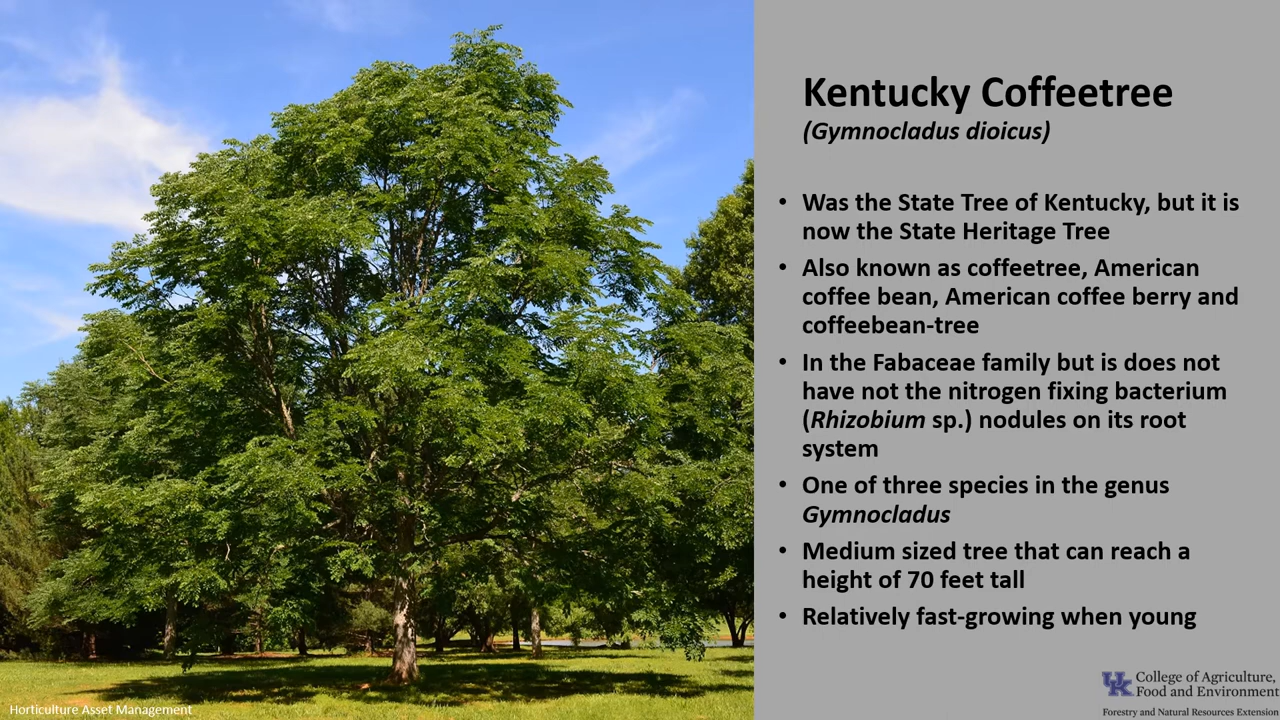 Kentucky Coffeetree
(Gymnocladus dioicus)
• Was the State Tree of Kentucky, but it is
now the State Heritage Tree
• Also known as coffeetree, American
coffee bean, American coffee berry and
coffeebean-tree
• In the Fabaceae family but is does not
have not the nitrogen fixing bacterium
(Rhizobium sp.) nodules on its root
system
• One of three species in the genus
Gymnocladus
• Medium sized tree that can reach a
height of 70 feet tall
• Relatively fast-growing when young
Horticulture Asset Management
UK College of Agriculture,
Food and Environment
Forestry and Natural Resources Extension